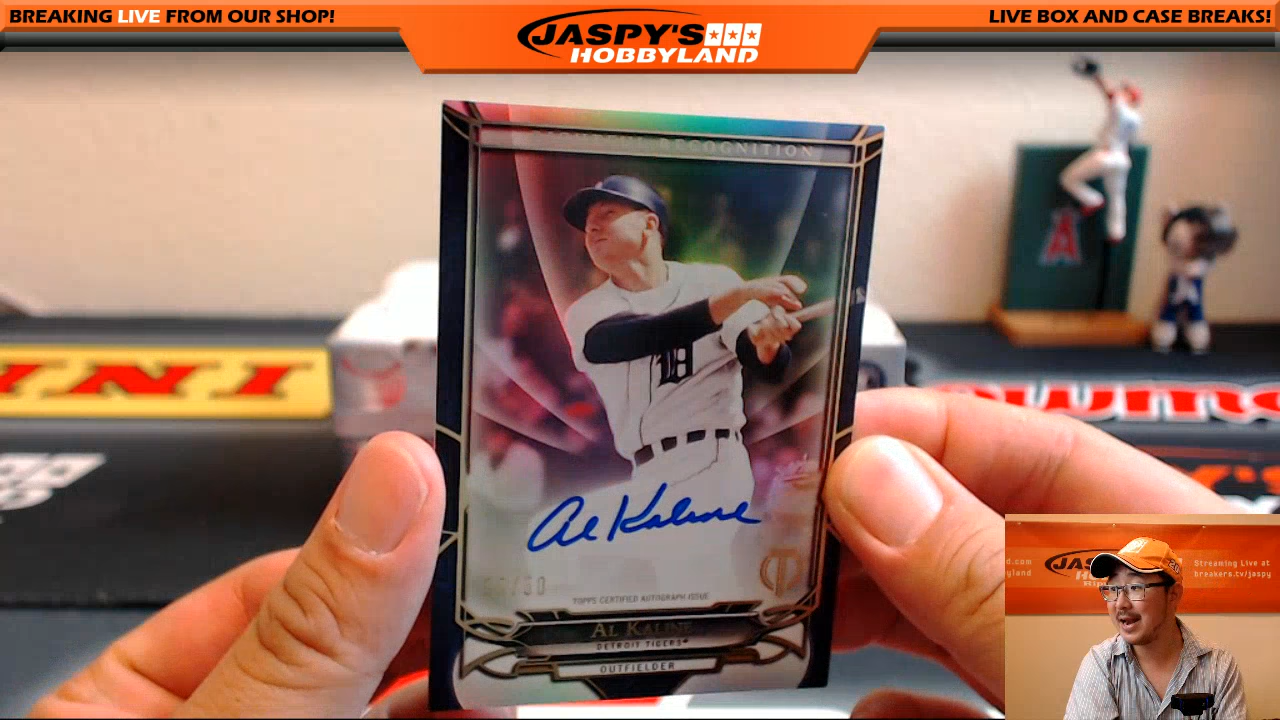 BREAKING LIVE FROM OUR SHOP!
JASPY'S
HOBBYLAND
LIVE BOX AND CASE BREAKS!
RECOGNITION
A
D
Al Kaline
TOPPS CERTIFIED AUTOGRAPH ISSUE
AL KALINE
DETROIT TIGERS
OUTFIELDER
JASPY'S
Streaming Live at
breakers.tv/jaspy